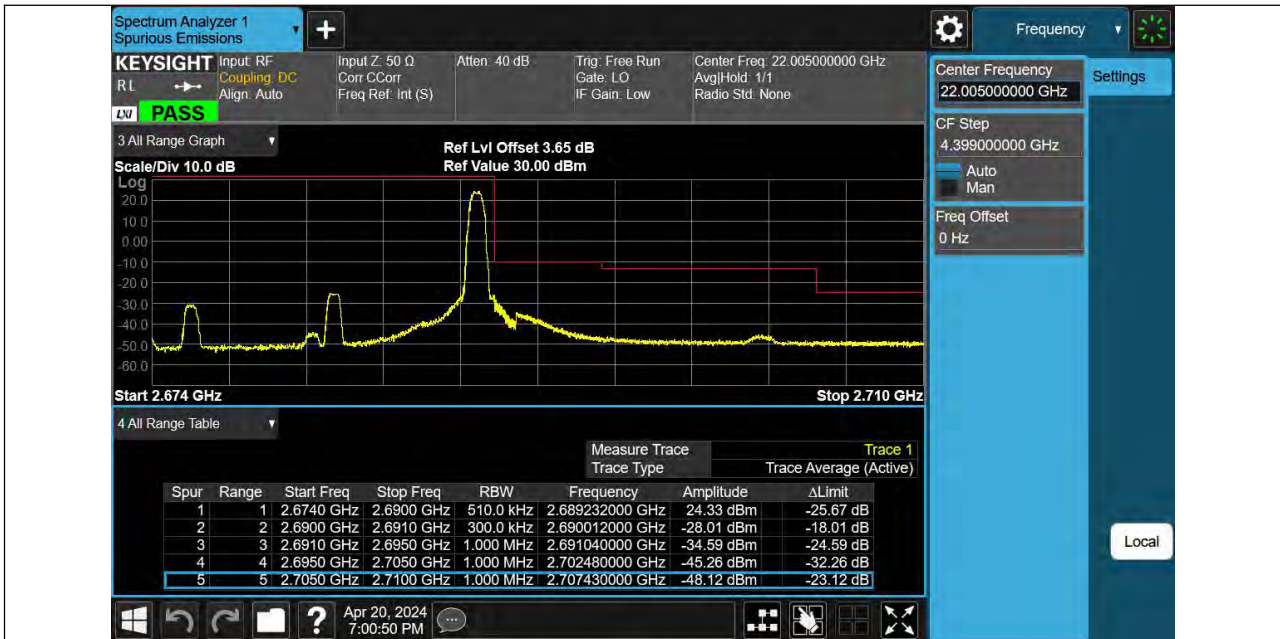 Spectrum Analyzer 1
Spurious Emissions
Frequency
KEYSIGHT
R L
LXI
PASS
Input: RF
Coupling: DC
Align: Auto
Input Z: 50 Ω
Corr CCorr
Freq Ref: Int (S)
Atten: 40 dB
Trig: Free Run
Gate: LO
IF Gain: Low
Center Freq: 22.005000000 GHz
Avg|Hold: 1/1
Radio Std: None
Center Frequency
22.005000000 GHz
Settings
CF Step
4.399000000 GHz
Auto
Man
Freq Offset
0 Hz
Local
3 All Range Graph
Scale/Div 10.0 dB
Ref Lvl Offset 3.65 dB
Ref Value 30.00 dBm
Log
20.0
10.0
0.00
-10.0
-20.0
-30.0
-40.0
-50.0
-60.0
Start 2.674 GHz
Stop 2.710 GHz
4 All Range Table
Measure Trace Trace 1
Trace Type Trace Average (Active)
Spur Range Start Freq Stop Freq RBW Frequency Amplitude ΔLimit
1 1 2.6740 GHz 2.6900 GHz 510.0 kHz 2.689232000 GHz 24.33 dBm -25.67 dB
2 2 2.6900 GHz 2.6910 GHz 300.0 kHz 2.690012000 GHz -28.01 dBm -18.01 dB
3 3 2.6910 GHz 2.6950 GHz 1.000 MHz 2.691040000 GHz -34.59 dBm -24.59 dB
4 4 2.6950 GHz 2.7050 GHz 1.000 MHz 2.702480000 GHz -45.26 dBm -32.26 dB
5 5 2.7050 GHz 2.7100 GHz 1.000 MHz 2.707430000 GHz -48.12 dBm -23.12 dB
Apr 20, 2024
7:00:50 PM